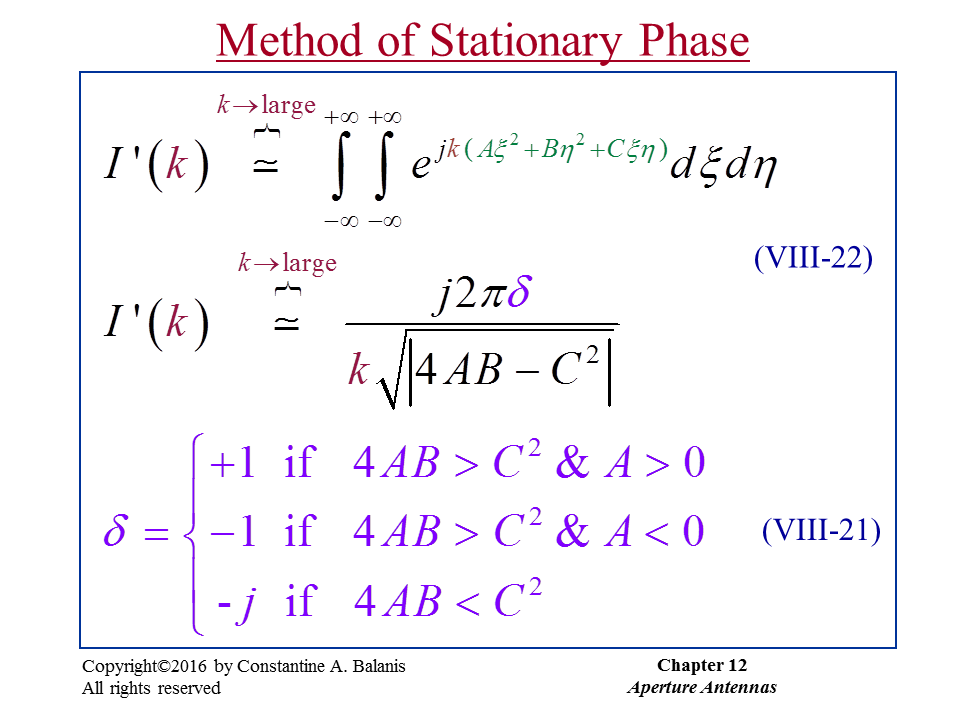 Method of Stationary Phase
k→large
I'(k) ≃ ∫_{−∞}^{+∞} ∫_{−∞}^{+∞} e^{jk(Aξ² + Bη² + Cξη)} dξdη
(VIII-22)
k→large
I'(k) ≃ j2πδ / (k√|4AB − C²|)
δ = { +1 if 4AB > C² & A > 0
−1 if 4AB > C² & A < 0 (VIII-21)
-j if 4AB < C²
Copyright©2016 by Constantine A. Balanis
All rights reserved
Chapter 12
Aperture Antennas